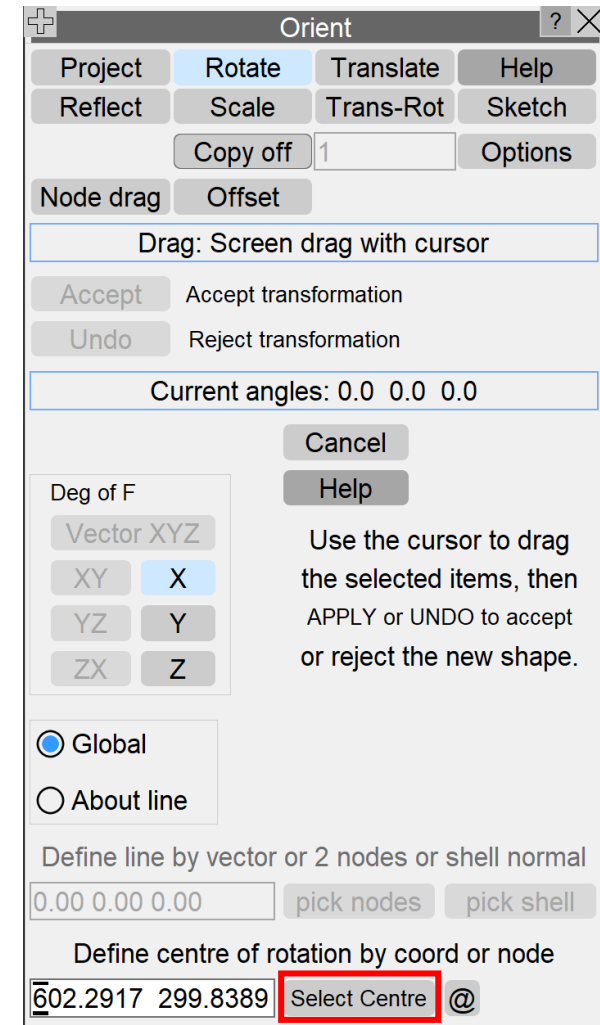 Orient ?
Project Rotate Translate Help
Reflect Scale Trans-Rot Sketch
Copy off 1 Options
Node drag Offset
Drag: Screen drag with cursor
Accept Accept transformation
Undo Reject transformation
Current angles: 0.0 0.0 0.0
Cancel
Help
Deg of F
Vector XYZ
XY X
YZ Y
ZX Z
Use the cursor to drag
the selected items, then
APPLY or UNDO to accept
or reject the new shape.
Global
About line
Define line by vector or 2 nodes or shell normal
0.00 0.00 0.00 pick nodes pick shell
Define centre of rotation by coord or node
602.2917 299.8389 Select Centre @